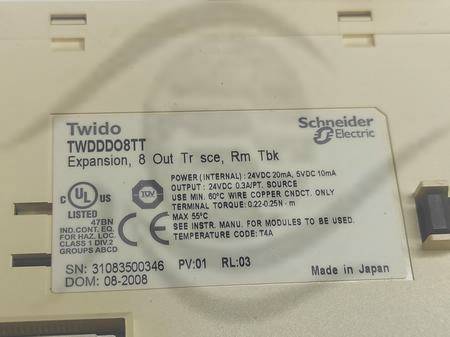 Twido
TWDDDO8TT
Expansion, 8 Out Tr sce, Rm Tbk
Schneider
Electric
POWER (INTERNAL) : 24VDC 20mA, 5VDC 10mA
OUTPUT : 24VDC 0.3A/PT. SOURCE
USE MIN. 60°C WIRE COPPER CNDCT. ONLY
TERMINAL TORQUE: 0.22-0.25N · m
MAX 55°C
SEE INSTR. MANU. FOR MODULES TO BE USED.
TEMPERATURE CODE: T4A
C UL US
LISTED
47BN
IND.CONT. EQ.
FOR HAZ. LOC.
CLASS 1 DIV.2
GROUPS ABCD
TÜV
SN: 31083500346 PV:01 RL:03
DOM: 08-2008
Made in Japan